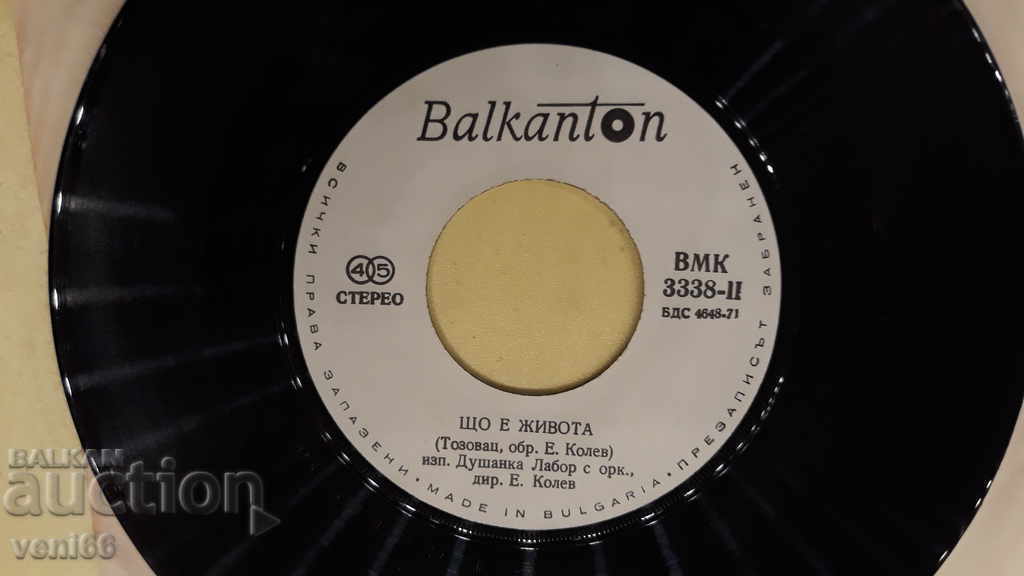 Balkanton
ВСИЧКИ ПРАВА ЗАПАЗЕНИ · MADE IN BULGARIA · ПРЕЗАПИСЪТ ЗАБРАНЕН
45
СТЕРЕО
ВМК
3338-II
БДС 4648-71
ЩО Е ЖИВОТА
(Тозовац, обр. Е. Колев)
изп. Душанка Лабор с орк.,
дир. Е. Колев
BALKAN
auction
veni66